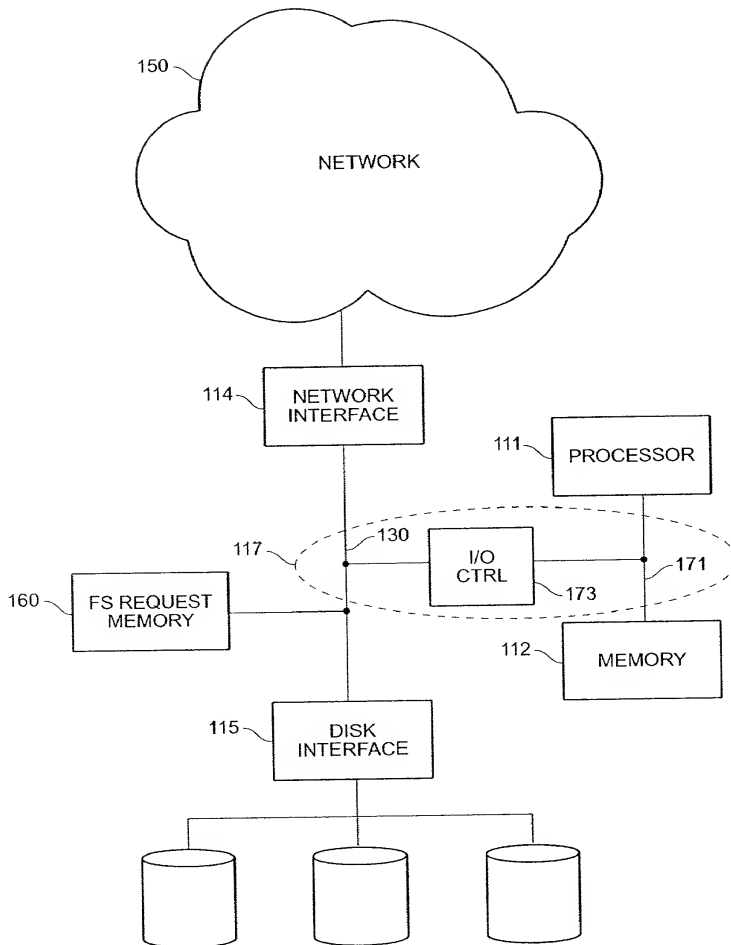 150
NETWORK
114
NETWORK
INTERFACE
111
PROCESSOR
117
130
I/O
CTRL
171
173
160
FS REQUEST
MEMORY
112
MEMORY
115
DISK
INTERFACE